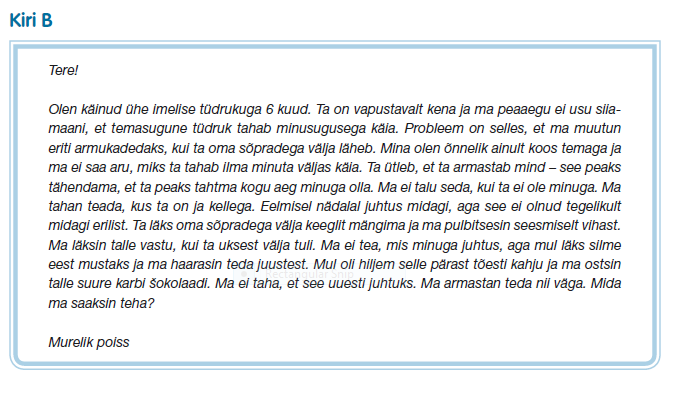 Kiri B
Tere!
Olen käinud ühe imelise tüdrukuga 6 kuud. Ta on vapustavalt kena ja ma peaaegu ei usu siia-
maani, et temasugune tüdruk tahab minusugusega käia. Probleem on selles, et ma muutun
eriti armukadedaks, kui ta oma sõpradega välja läheb. Mina olen õnnelik ainult koos temaga ja
ma ei saa aru, miks ta tahab ilma minuta väljas käia. Ta ütleb, et ta armastab mind – see peaks
tähendama, et ta peaks tahtma kogu aeg minuga olla. Ma ei talu seda, kui ta ei ole minuga. Ma
tahan teada, kus ta on ja kellega. Eelmisel nädalal juhtus midagi, aga see ei olnud tegelikult
midagi erilist. Ta läks oma sõpradega välja keeglit mängima ja ma pulbitsesin seesmiselt vihast.
Ma läksin talle vastu, kui ta uksest välja tuli. Ma ei tea, mis minuga juhtus, aga mul läks silme
eest mustaks ja ma haarasin teda juustest. Mul oli hiljem selle pärast tõesti kahju ja ma ostsin
talle suure karbi šokolaadi. Ma ei taha, et see uuesti juhtuks. Ma armastan teda nii väga. Mida
ma saaksin teha?
Murelik poiss